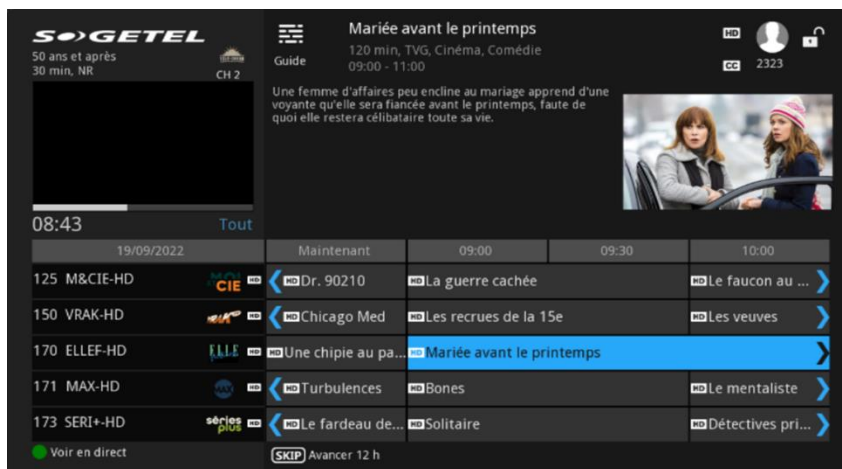 SOGETEL
50 ans et après
30 min, NR
CH 2
Guide
Mariée avant le printemps
120 min, TVG, Cinéma, Comédie
09:00 - 11:00
HD
CC
2323
Une femme d'affaires peu encline au mariage apprend d'une
voyante qu'elle sera fiancée avant le printemps, faute de
quoi elle restera célibataire toute sa vie.
08:43
Tout
19/09/2022 Maintenant 09:00 09:30 10:00
125 M&CIE-HD MOI CIE HD HD Dr. 90210 HD La guerre cachée HD Le faucon au ...
150 VRAK-HD HD HD Chicago Med HD Les recrues de la 15e HD Les veuves
170 ELLEF-HD ELLE HD HD Une chipie au pa... HD Mariée avant le printemps
171 MAX-HD MAX HD HD Turbulences HD Bones HD Le mentaliste
173 SERI+-HD séries plus HD HD Le fardeau de... HD Solitaire HD Détectives pri...
Voir en direct
SKIP Avancer 12 h